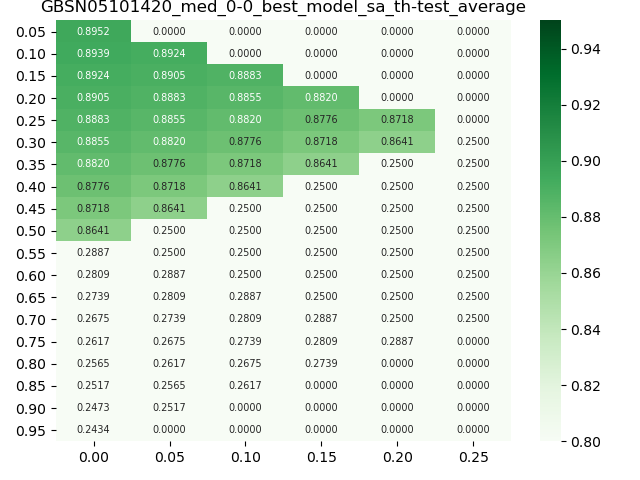 GBSN05101420_med_0-0_best_model_sa_th-test_average
0.05 0.8952 0.0000 0.0000 0.0000 0.0000 0.0000
0.10 0.8939 0.8924 0.0000 0.0000 0.0000 0.0000
0.15 0.8924 0.8905 0.8883 0.0000 0.0000 0.0000
0.20 0.8905 0.8883 0.8855 0.8820 0.0000 0.0000
0.25 0.8883 0.8855 0.8820 0.8776 0.8718 0.0000
0.30 0.8855 0.8820 0.8776 0.8718 0.8641 0.2500
0.35 0.8820 0.8776 0.8718 0.8641 0.2500 0.2500
0.40 0.8776 0.8718 0.8641 0.2500 0.2500 0.2500
0.45 0.8718 0.8641 0.2500 0.2500 0.2500 0.2500
0.50 0.8641 0.2500 0.2500 0.2500 0.2500 0.2500
0.55 0.2887 0.2500 0.2500 0.2500 0.2500 0.2500
0.60 0.2809 0.2887 0.2500 0.2500 0.2500 0.2500
0.65 0.2739 0.2809 0.2887 0.2500 0.2500 0.2500
0.70 0.2675 0.2739 0.2809 0.2887 0.2500 0.2500
0.75 0.2617 0.2675 0.2739 0.2809 0.2887 0.0000
0.80 0.2565 0.2617 0.2675 0.2739 0.0000 0.0000
0.85 0.2517 0.2565 0.2617 0.0000 0.0000 0.0000
0.90 0.2473 0.2517 0.0000 0.0000 0.0000 0.0000
0.95 0.2434 0.0000 0.0000 0.0000 0.0000 0.0000
0.00 0.05 0.10 0.15 0.20 0.25
0.94
0.92
0.90
0.88
0.86
0.84
0.82
0.80